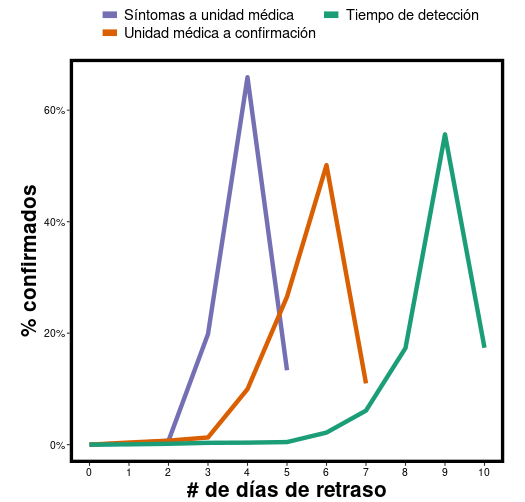 Síntomas a unidad médica
Tiempo de detección
Unidad médica a confirmación
60%
40%
20%
0%
% confirmados
0 1 2 3 4 5 6 7 8 9 10
# de días de retraso